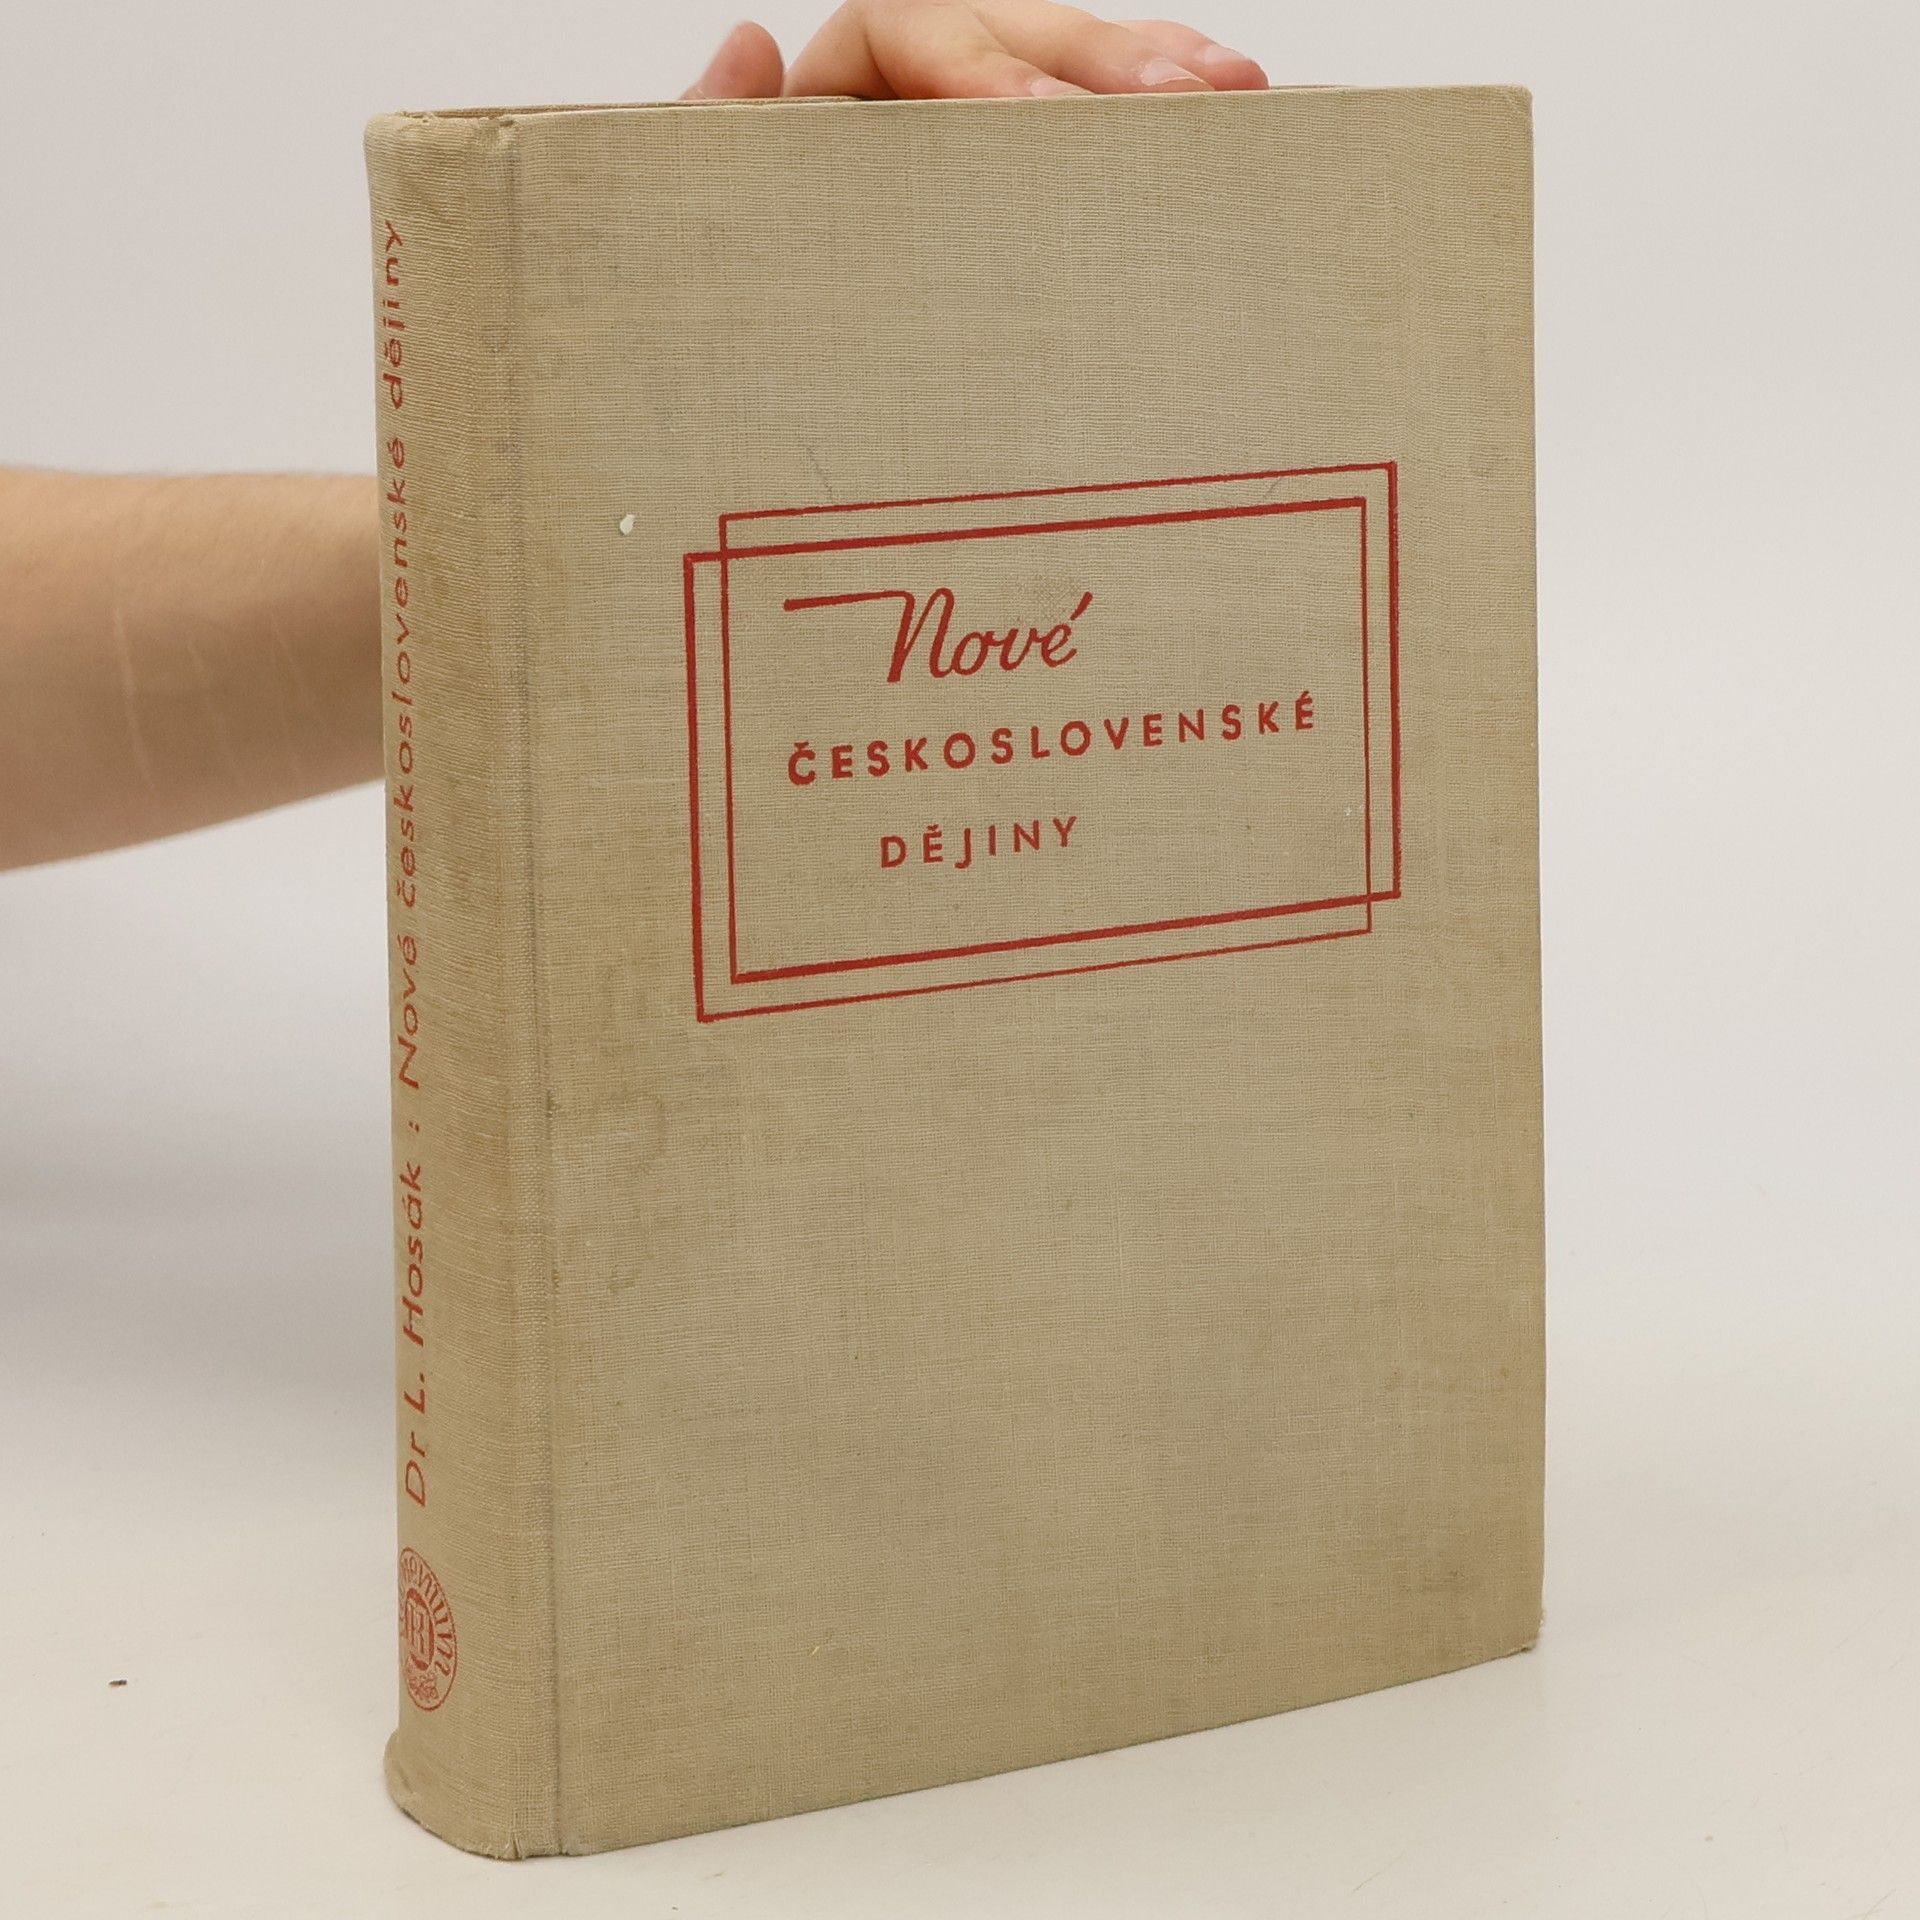 Nové
ČESKOSLOVENSKÉ
DĚJINY
Dr L. Hosák : Nové československé dějiny